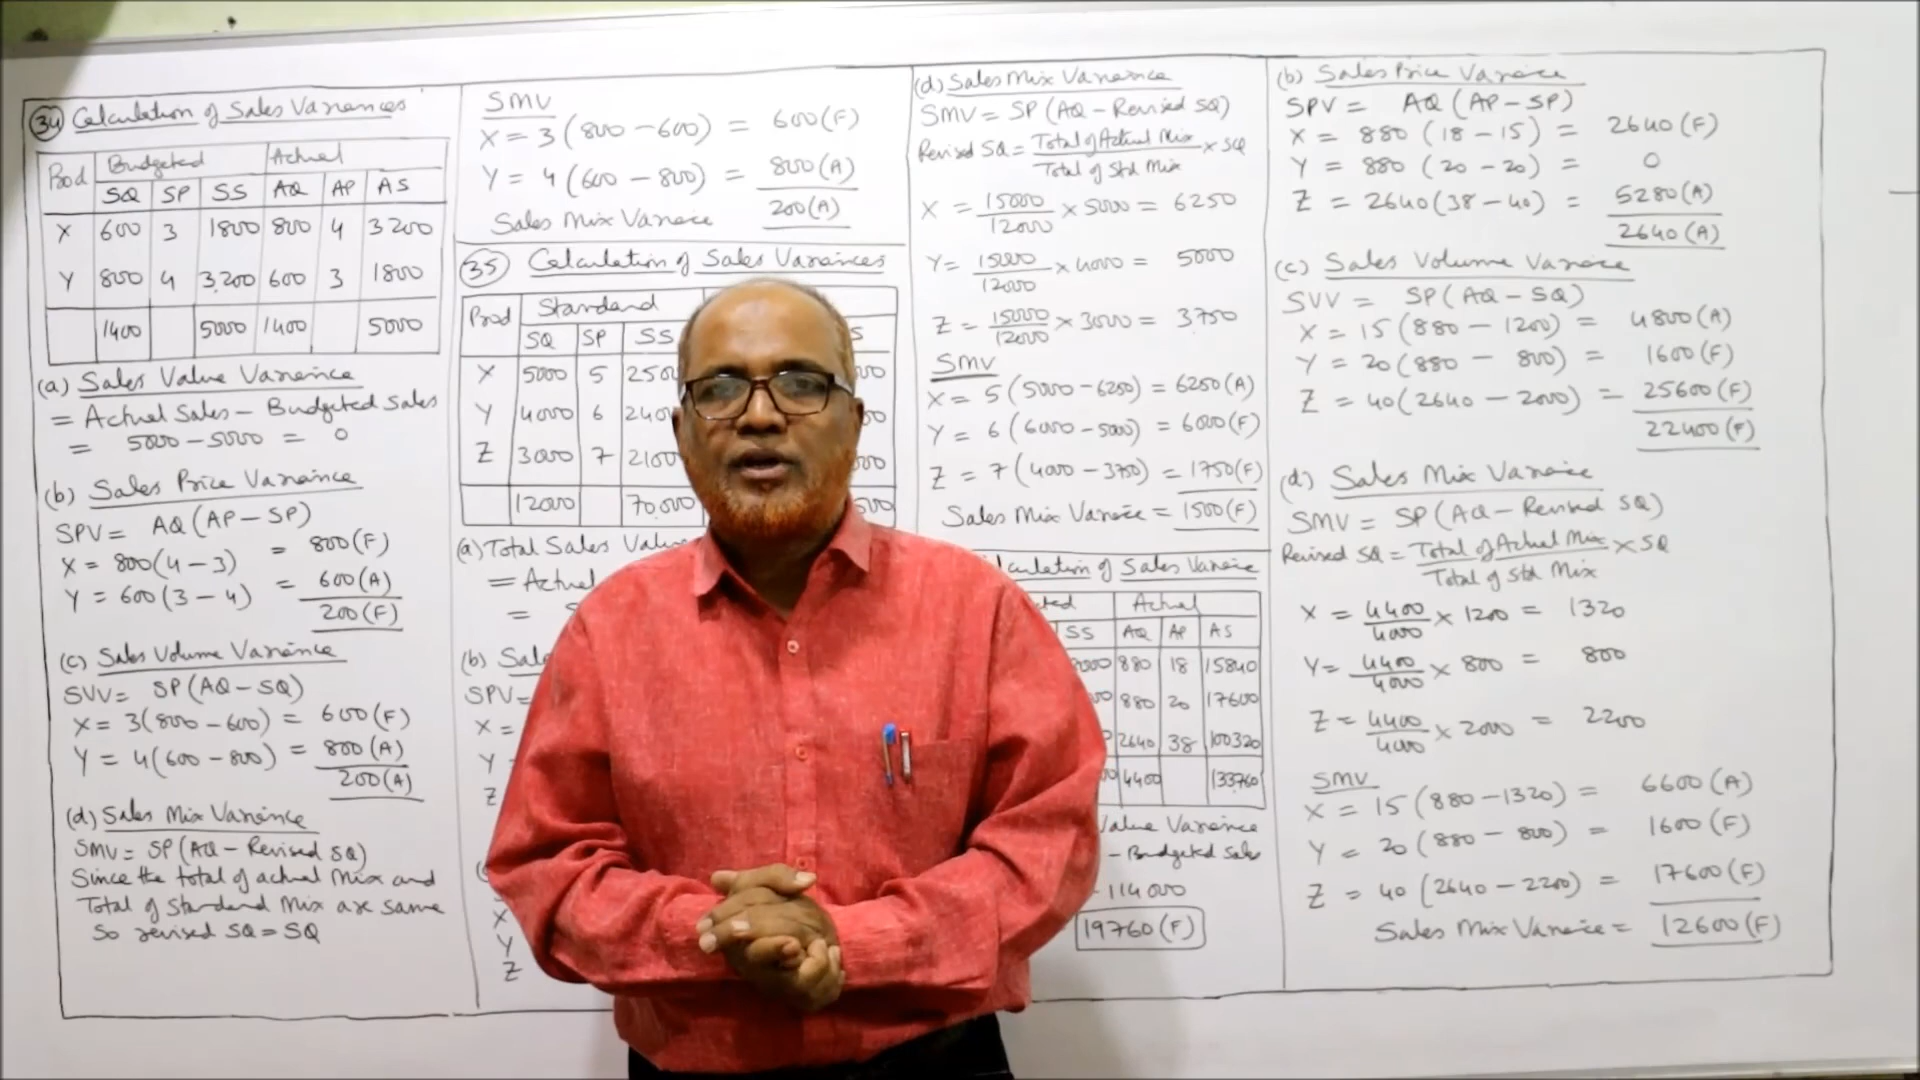 (34) Calculation of Sales Variances
Prod Budgeted Actual
SQ SP SS AQ AP AS
X 600 3 1800 800 4 3200
Y 800 4 3200 600 3 1800
1400 5000 1400 5000
(a) Sales Value Variance
= Actual Sales - Budgeted Sales
= 5000 - 5000 = 0
(b) Sales Price Variance
SPV = AQ (AP - SP)
X = 800 (4 - 3) = 800 (F)
Y = 600 (3 - 4) = 600 (A)
200 (F)
(c) Sales Volume Variance
SVV = SP (AQ - SQ)
X = 3 (800 - 600) = 600 (F)
Y = 4 (600 - 800) = 800 (A)
200 (A)
(d) Sales Mix Variance
SMV = SP (AQ - Revised SQ)
Since the total of actual Mix and
Total of Standard Mix are same
So revised SQ = SQ
SMV
X = 3 (800 - 600) = 600 (F)
Y = 4 (600 - 800) = 800 (A)
Sales Mix Variance 200 (A)
(35) Calculation of Sales Variances
Prod Standard
SQ SP SS S
X 5000 5 00
Y 4000 6 00
Z 3000 7 00
12000 70,000 500
(a) Total Sales
= Actual
=
(b)
SPV =
X =
Y
Z
X
Y
Z
(d) Sales Mix Variance
SMV = SP (AQ - Revised SQ)
Revised SQ = Total of Actual Mix × SQ
Total of Std Mix
X = 15000 × 5000 = 6250
12000
Y = 15000 × 4000 = 5000
12000
Z = 15000 × 3000 = 3750
12000
SMV
X = 5 (5000 - 6250) = 6250 (A)
Y = 6 (6000 - 5000) = 6000 (F)
Z = 7 (4000 - 3750) = 1750 (F)
Sales Mix Variance = 1500 (F)
of Sales Variance
Actual
SS AQ AP AS
880 18 15840
880 20 17600
2640 38 100320
4400 133760
Value Variance
- Budgeted Sales
- 114000
19760 (F)
(b) Sales Price Variance
SPV = AQ (AP - SP)
X = 880 (18 - 15) = 2640 (F)
Y = 880 (20 - 20) = 0
Z = 2640 (38 - 40) = 5280 (A)
2640 (A)
(c) Sales Volume Variance
SVV = SP (AQ - SQ)
X = 15 (880 - 1200) = 4800 (A)
Y = 20 (880 - 800) = 1600 (F)
Z = 40 (2640 - 2000) = 25600 (F)
22400 (F)
(d) Sales Mix Variance
SMV = SP (AQ - Revised SQ)
Revised SQ = Total of Actual Mix × SQ
Total of Std Mix
X = 4400 × 1200 = 1320
4000
Y = 4400 × 800 = 800
4000
Z = 4400 × 2000 = 2200
4000
SMV
X = 15 (880 - 1320) = 6600 (A)
Y = 20 (880 - 800) = 1600 (F)
Z = 40 (2640 - 2200) = 17600 (F)
Sales Mix Variance = 12600 (F)